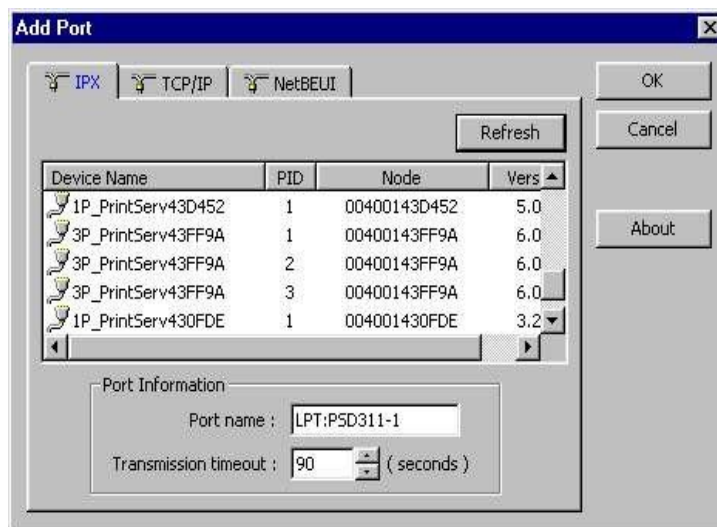 Add Port
IPX TCP/IP NetBEUI OK
Refresh Cancel
Device Name PID Node Vers
1P_PrintServ43D452 1 00400143D452 5.0
3P_PrintServ43FF9A 1 00400143FF9A 6.0 About
3P_PrintServ43FF9A 2 00400143FF9A 6.0
3P_PrintServ43FF9A 3 00400143FF9A 6.0
1P_PrintServ430FDE 1 004001430FDE 3.2
Port Information
Port name : LPT:PSD311-1
Transmission timeout : 90 ( seconds )